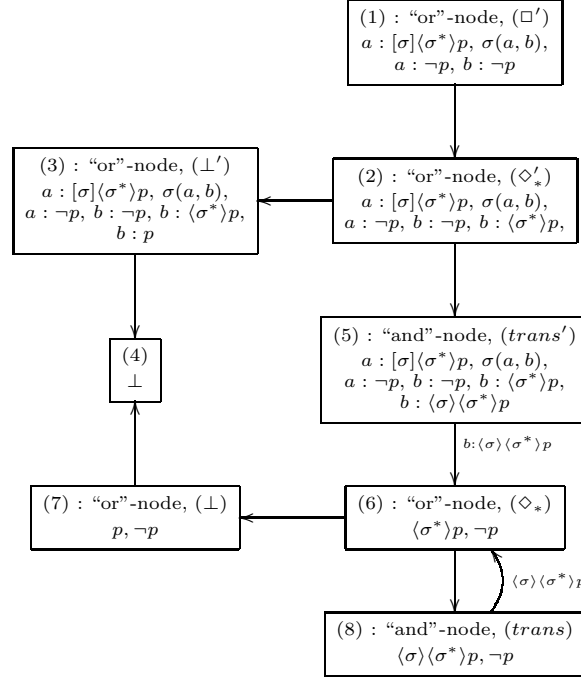 (1) : “or”-node, (□′)
a : [σ]⟨σ*⟩p, σ(a, b),
a : ¬p, b : ¬p
(3) : “or”-node, (⊥′)
a : [σ]⟨σ*⟩p, σ(a, b),
a : ¬p, b : ¬p, b : ⟨σ*⟩p,
b : p
(2) : “or”-node, (◇′*)
a : [σ]⟨σ*⟩p, σ(a, b),
a : ¬p, b : ¬p, b : ⟨σ*⟩p,
(4)
⊥
(5) : “and”-node, (trans′)
a : [σ]⟨σ*⟩p, σ(a, b),
a : ¬p, b : ¬p, b : ⟨σ*⟩p,
b : ⟨σ⟩⟨σ*⟩p
b:⟨σ⟩⟨σ*⟩p
(7) : “or”-node, (⊥)
p, ¬p
(6) : “or”-node, (◇*)
⟨σ*⟩p, ¬p
⟨σ⟩⟨σ*⟩p
(8) : “and”-node, (trans)
⟨σ⟩⟨σ*⟩p, ¬p